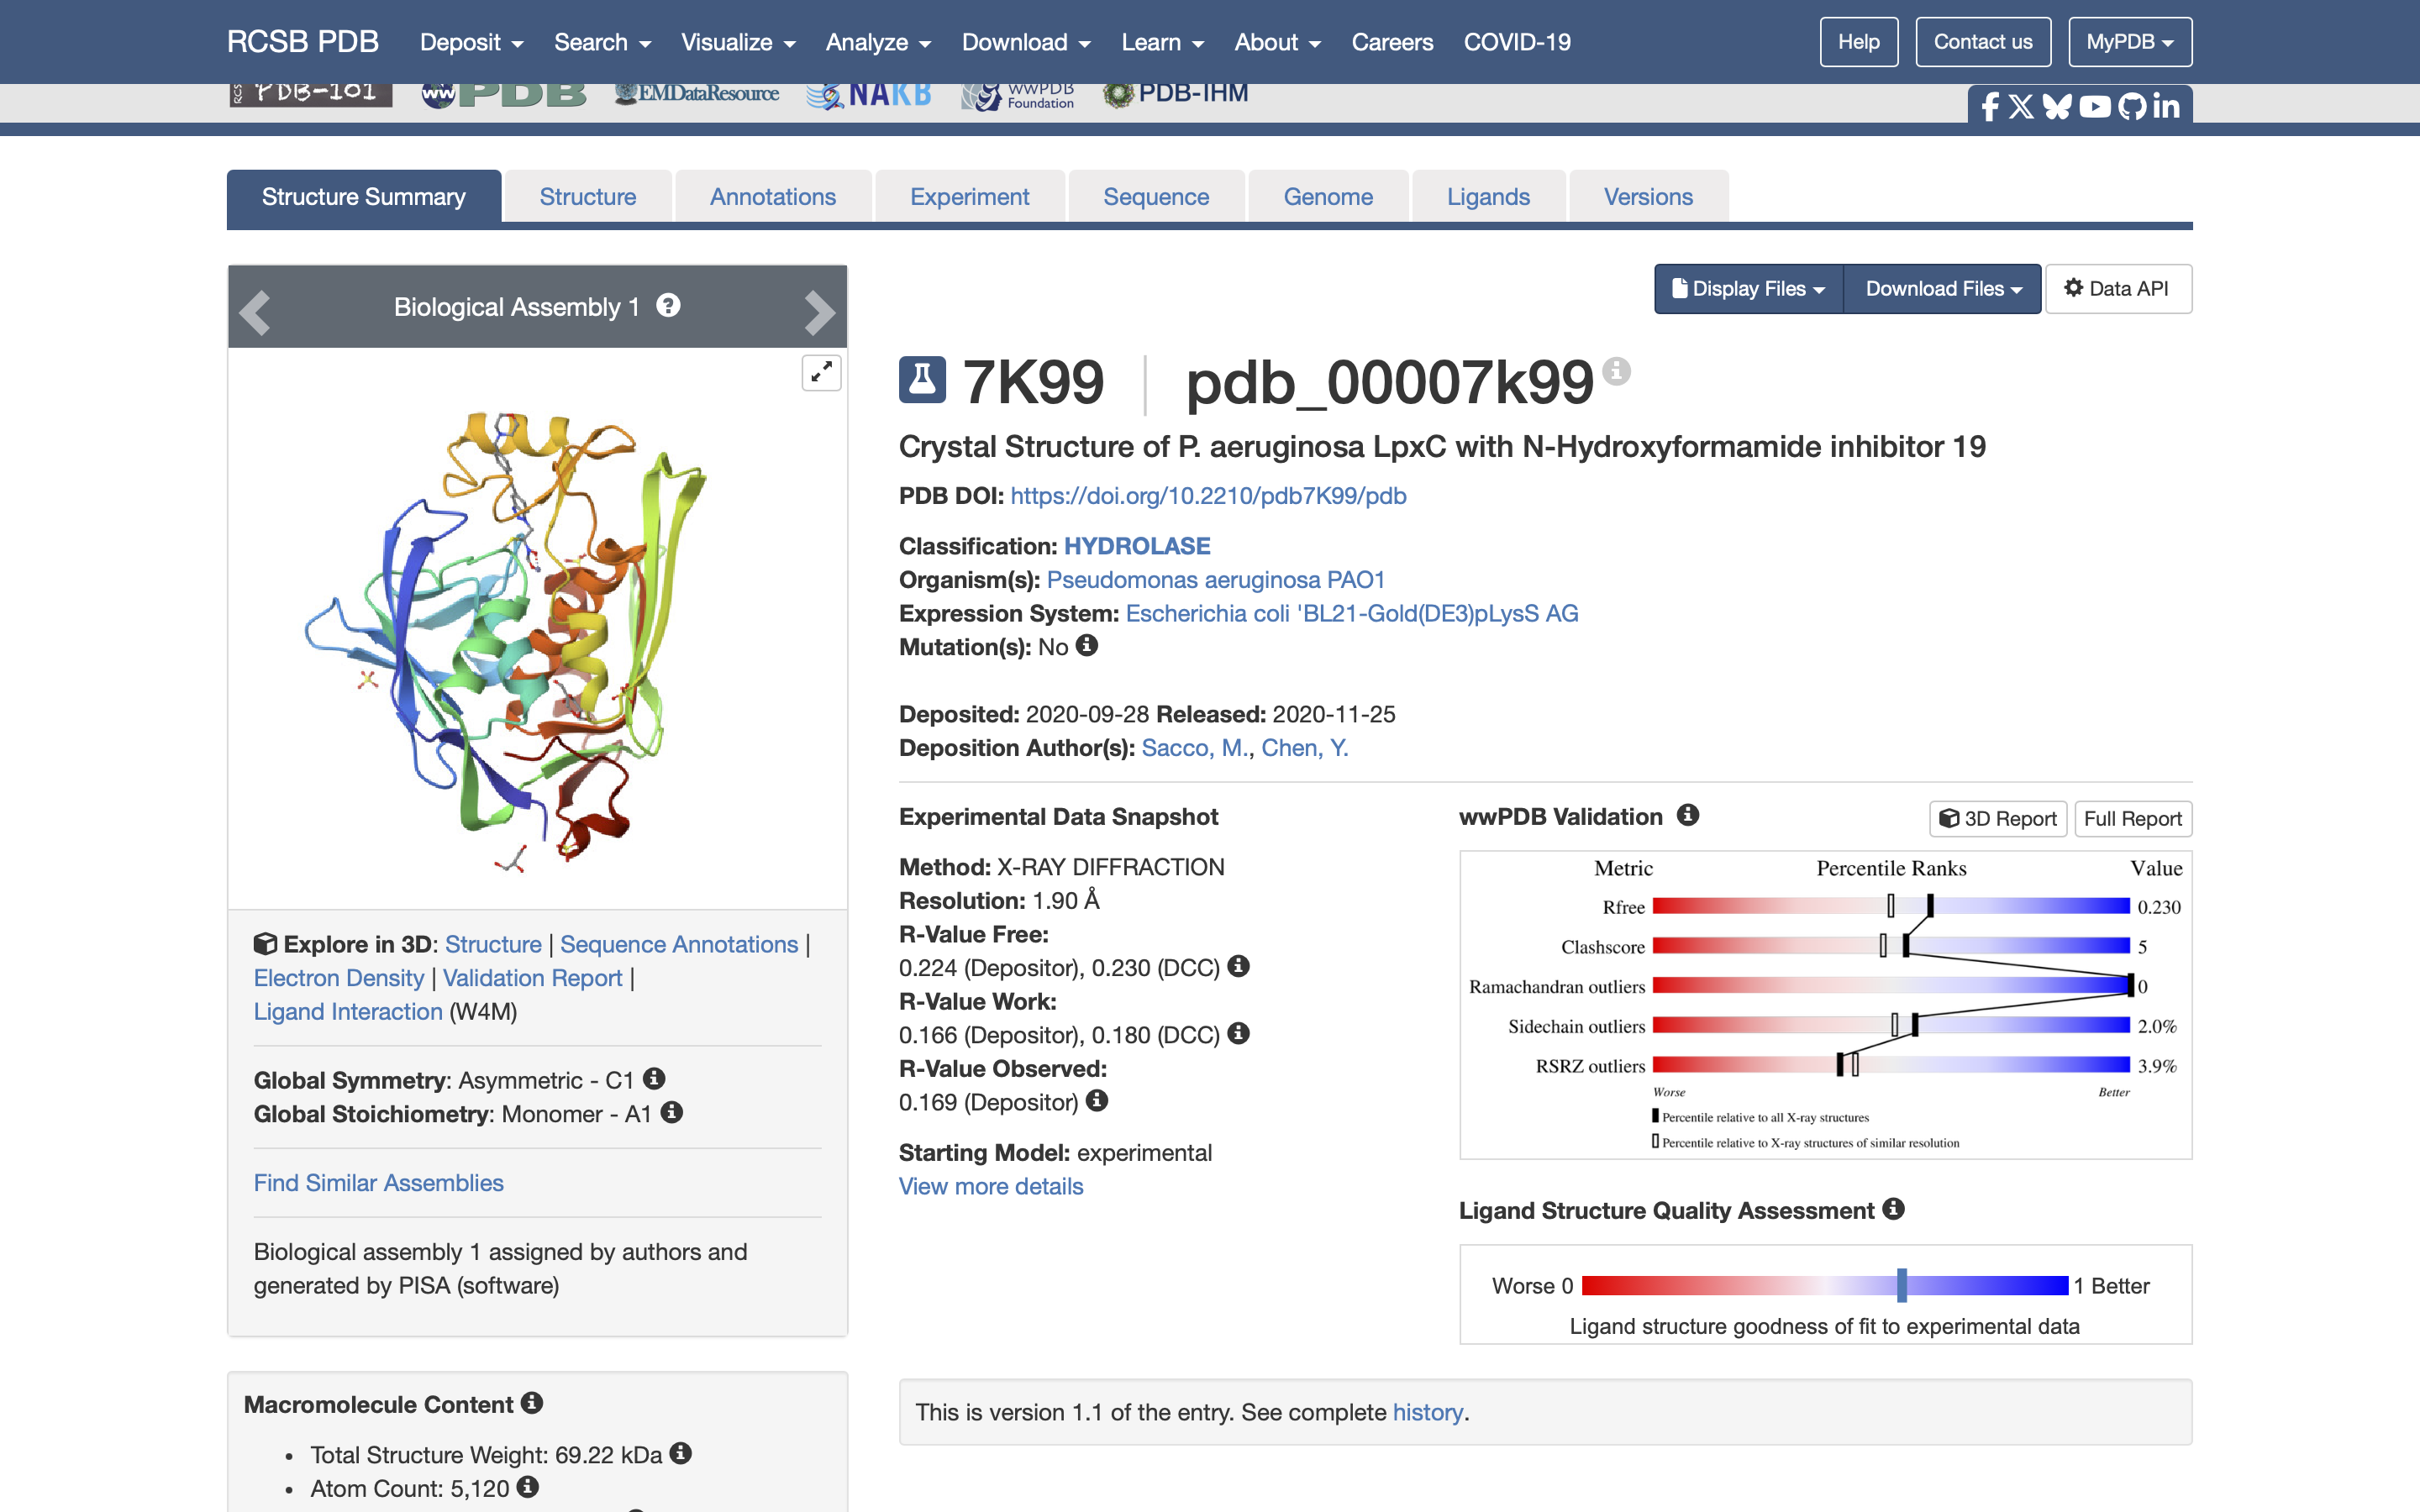 RCSB PDB Deposit Search Visualize Analyze Download Learn About Careers COVID-19 Help Contact us MyPDB
RCS PDB-101 wwPDB EMDataResource NAKB wwPDB Foundation PDB-IHM
Structure Summary Structure Annotations Experiment Sequence Genome Ligands Versions
Biological Assembly 1
Display Files Download Files Data API
7K99 pdb_00007k99
Crystal Structure of P. aeruginosa LpxC with N-Hydroxyformamide inhibitor 19
PDB DOI: https://doi.org/10.2210/pdb7K99/pdb
Classification: HYDROLASE
Organism(s): Pseudomonas aeruginosa PAO1
Expression System: Escherichia coli 'BL21-Gold(DE3)pLysS AG
Mutation(s): No
Deposited: 2020-09-28 Released: 2020-11-25
Deposition Author(s): Sacco, M., Chen, Y.
Explore in 3D: Structure | Sequence Annotations |
Electron Density | Validation Report |
Ligand Interaction (W4M)
Global Symmetry: Asymmetric - C1
Global Stoichiometry: Monomer - A1
Find Similar Assemblies
Biological assembly 1 assigned by authors and
generated by PISA (software)
Macromolecule Content
• Total Structure Weight: 69.22 kDa
• Atom Count: 5,120
Experimental Data Snapshot
Method: X-RAY DIFFRACTION
Resolution: 1.90 Å
R-Value Free:
0.224 (Depositor), 0.230 (DCC)
R-Value Work:
0.166 (Depositor), 0.180 (DCC)
R-Value Observed:
0.169 (Depositor)
Starting Model: experimental
View more details
wwPDB Validation 3D Report Full Report
Metric Percentile Ranks Value
Rfree 0.230
Clashscore 5
Ramachandran outliers 0
Sidechain outliers 2.0%
RSRZ outliers 3.9%
Worse Better
Percentile relative to all X-ray structures
Percentile relative to X-ray structures of similar resolution
Ligand Structure Quality Assessment
Worse 0 1 Better
Ligand structure goodness of fit to experimental data
This is version 1.1 of the entry. See complete history.